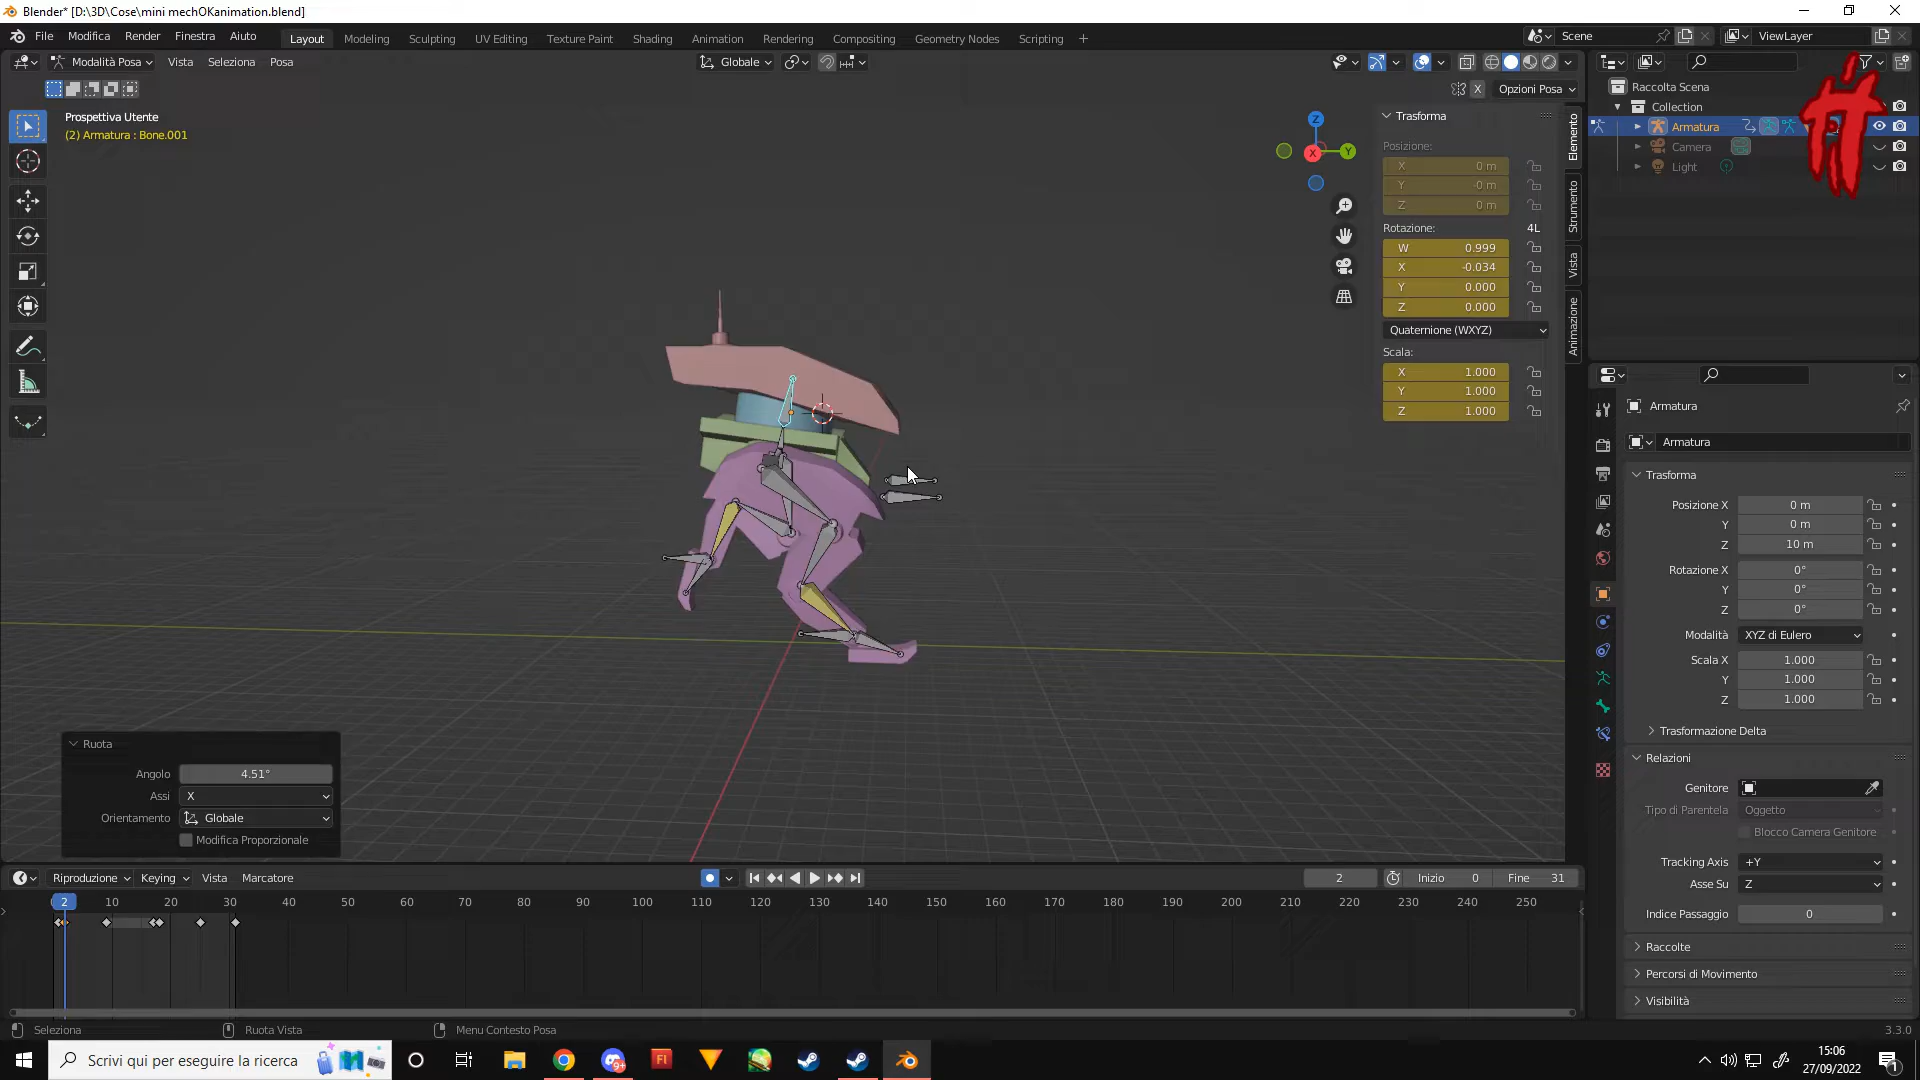 Blender* [D:\3D\Cose\mini mechOKanimation.blend]
File Modifica Render Finestra Aiuto Layout Modeling Sculpting UV Editing Texture Paint Shading Animation Rendering Compositing Geometry Nodes Scripting + Scene ViewLayer
Modalità Posa Vista Seleziona Posa Globale
X Opzioni Posa
Raccolta Scena
Collection
Armatura
Camera
Light
Prospettiva Utente
(2) Armatura : Bone.001
Z
Y
X
Trasforma
Posizione:
X 0 m
Y -0 m
Z 0 m
Rotazione: 4L
W 0.999
X -0.034
Y 0.000
Z 0.000
Quaternione (WXYZ)
Scala:
X 1.000
Y 1.000
Z 1.000
Elemento
Strumento
Vista
Animazione
Armatura
Armatura
Trasforma
Posizione X 0 m
Y 0 m
Z 10 m
Rotazione X 0°
Y 0°
Z 0°
Modalità XYZ di Eulero
Scala X 1.000
Y 1.000
Z 1.000
Trasformazione Delta
Relazioni
Genitore
Tipo di Parentela Oggetto
Blocco Camera Genitore
Tracking Axis +Y
Asse Su Z
Indice Passaggio 0
Raccolte
Percorsi di Movimento
Visibilità
Ruota
Angolo 4.51°
Assi X
Orientamento Globale
Modifica Proporzionale
Riproduzione Keying Vista Marcatore 2 Inizio 0 Fine 31
2 10 20 30 40 50 60 70 80 90 100 110 120 130 140 150 160 170 180 190 200 210 220 230 240 250
Seleziona Ruota Vista Menu Contesto Posa 3.3.0
Scrivi qui per eseguire la ricerca
9+
Fl
15:06
27/09/2022
1